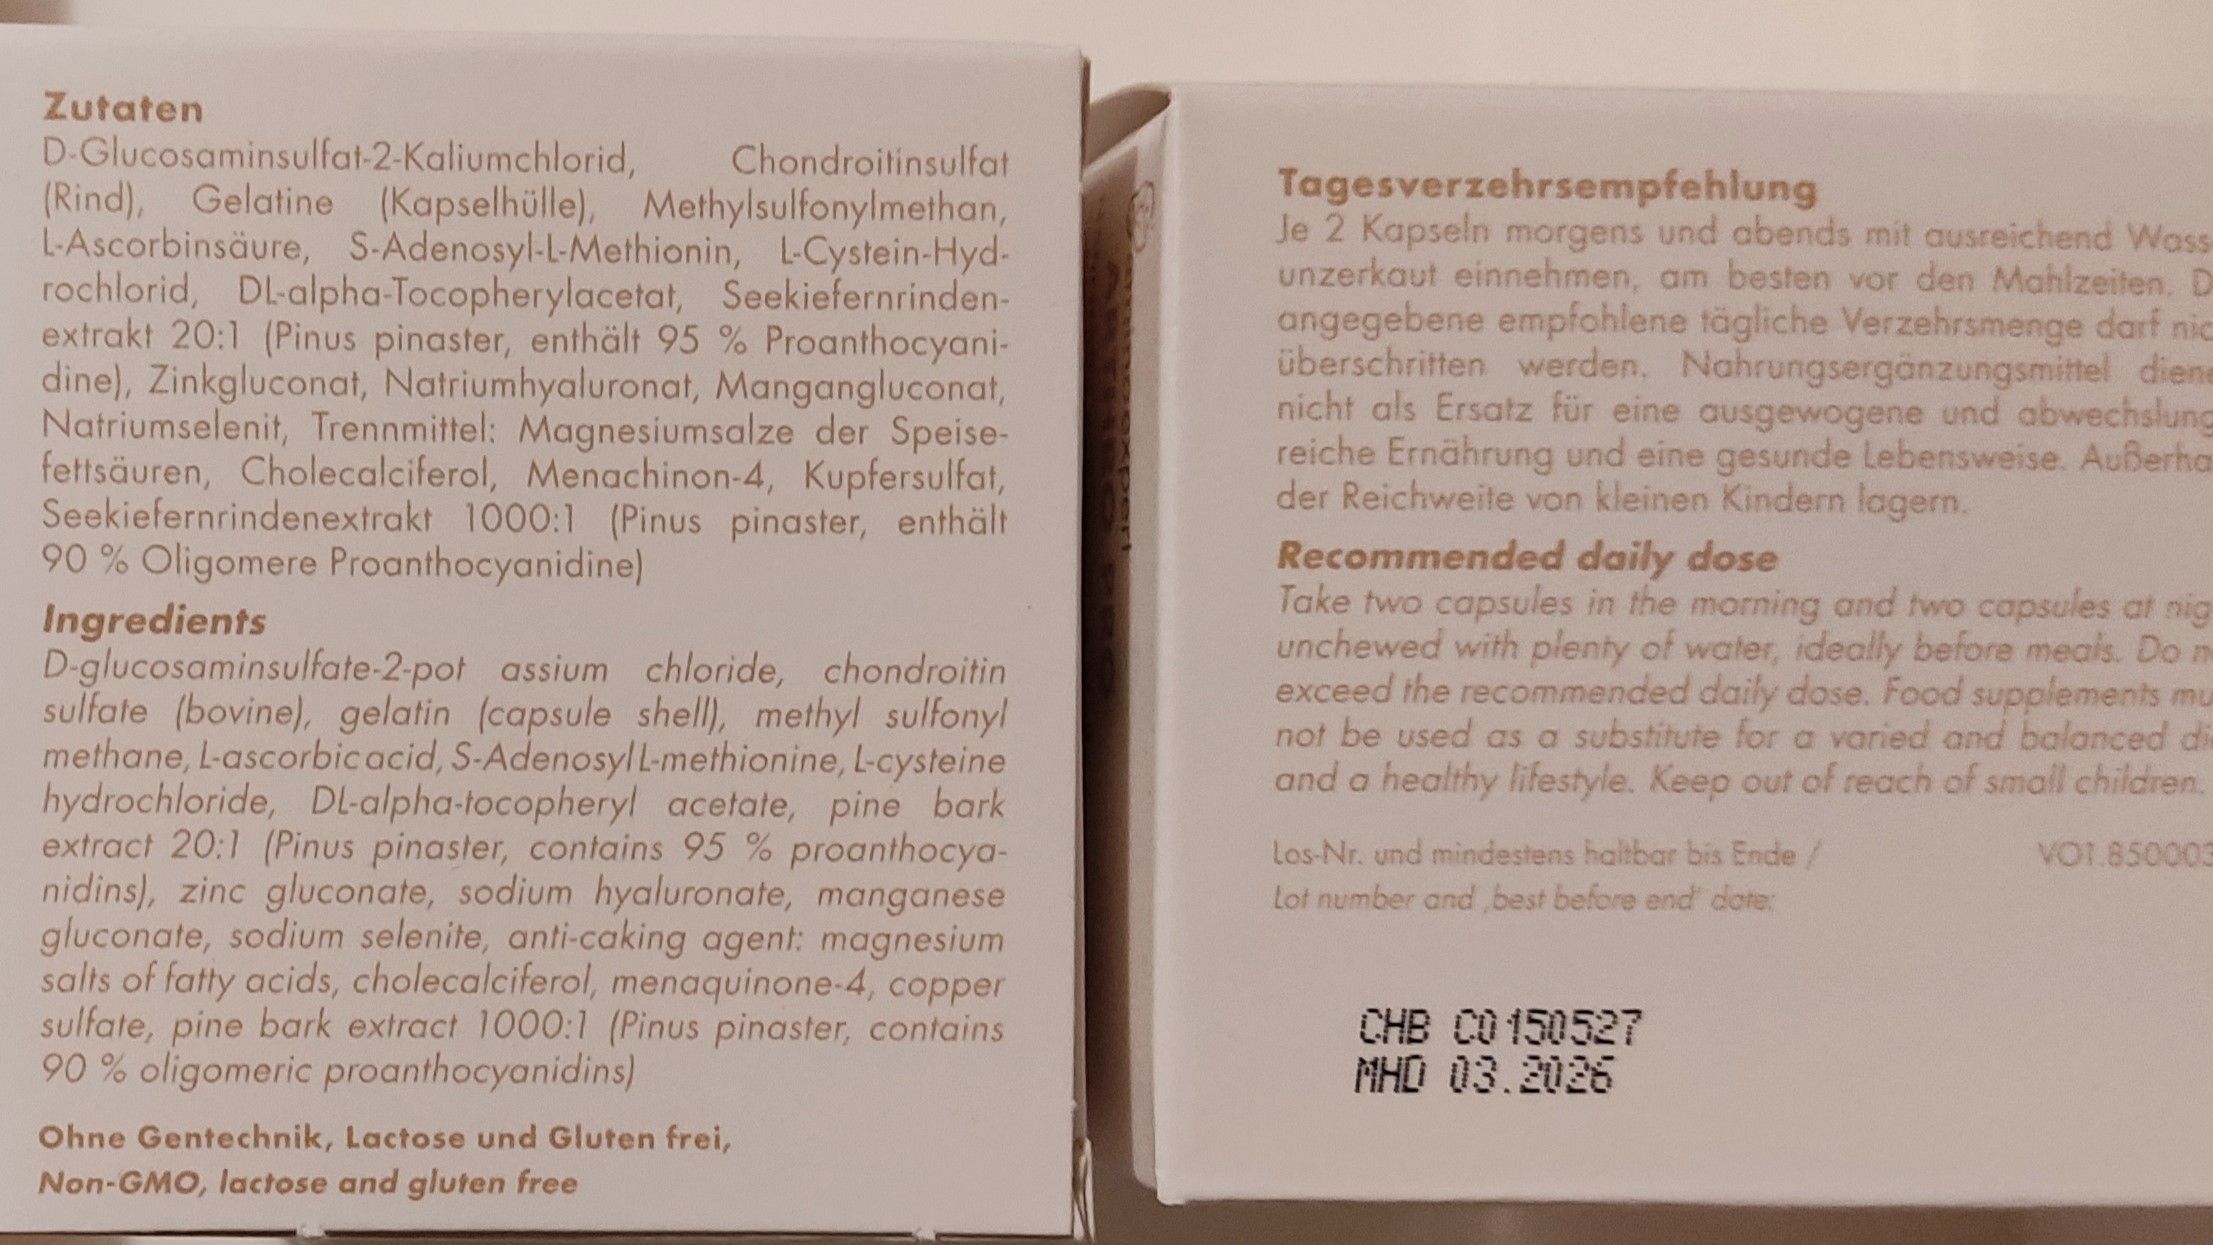 Zutaten
D-Glucosaminsulfat-2-Kaliumchlorid, Chondroitinsulfat
(Rind), Gelatine (Kapselhülle), Methylsulfonylmethan,
L-Ascorbinsäure, S-Adenosyl-L-Methionin, L-Cystein-Hyd-
rochlorid, DL-alpha-Tocopherylacetat, Seekiefernrinden-
extrakt 20:1 (Pinus pinaster, enthält 95 % Proanthocyani-
dine), Zinkgluconat, Natriumhyaluronat, Mangangluconat,
Natriumselenit, Trennmittel: Magnesiumsalze der Speise-
fettsäuren, Cholecalciferol, Menachinon-4, Kupfersulfat,
Seekiefernrindenextrakt 1000:1 (Pinus pinaster, enthält
90 % Oligomere Proanthocyanidine)
Ingredients
D-glucosaminsulfate-2-pot assium chloride, chondroitin
sulfate (bovine), gelatin (capsule shell), methyl sulfonyl
methane, L-ascorbic acid, S-Adenosyl L-methionine, L-cysteine
hydrochloride, DL-alpha-tocopheryl acetate, pine bark
extract 20:1 (Pinus pinaster, contains 95 % proanthocya-
nidins), zinc gluconate, sodium hyaluronate, manganese
gluconate, sodium selenite, anti-caking agent: magnesium
salts of fatty acids, cholecalciferol, menaquinone-4, copper
sulfate, pine bark extract 1000:1 (Pinus pinaster, contains
90 % oligomeric proanthocyanidins)
Ohne Gentechnik, Lactose und Gluten frei,
Non-GMO, lactose and gluten free
Tagesverzehrsempfehlung
Je 2 Kapseln morgens und abends mit ausreichend Wass
unzerkaut einnehmen, am besten vor den Mahlzeiten. D
angegebene empfohlene tägliche Verzehrsmenge darf nic
überschritten werden. Nahrungsergänzungsmittel diene
nicht als Ersatz für eine ausgewogene und abwechslung
reiche Ernährung und eine gesunde Lebensweise. Außerha
der Reichweite von kleinen Kindern lagern.
Recommended daily dose
Take two capsules in the morning and two capsules at nig
unchewed with plenty of water, ideally before meals. Do n
exceed the recommended daily dose. Food supplements mu
not be used as a substitute for a varied and balanced di
and a healthy lifestyle. Keep out of reach of small children.
Los-Nr. und mindestens haltbar bis Ende / VO1.850003
Lot number and ‚best before end' date:
CHB C0150527
MHD 03.2026